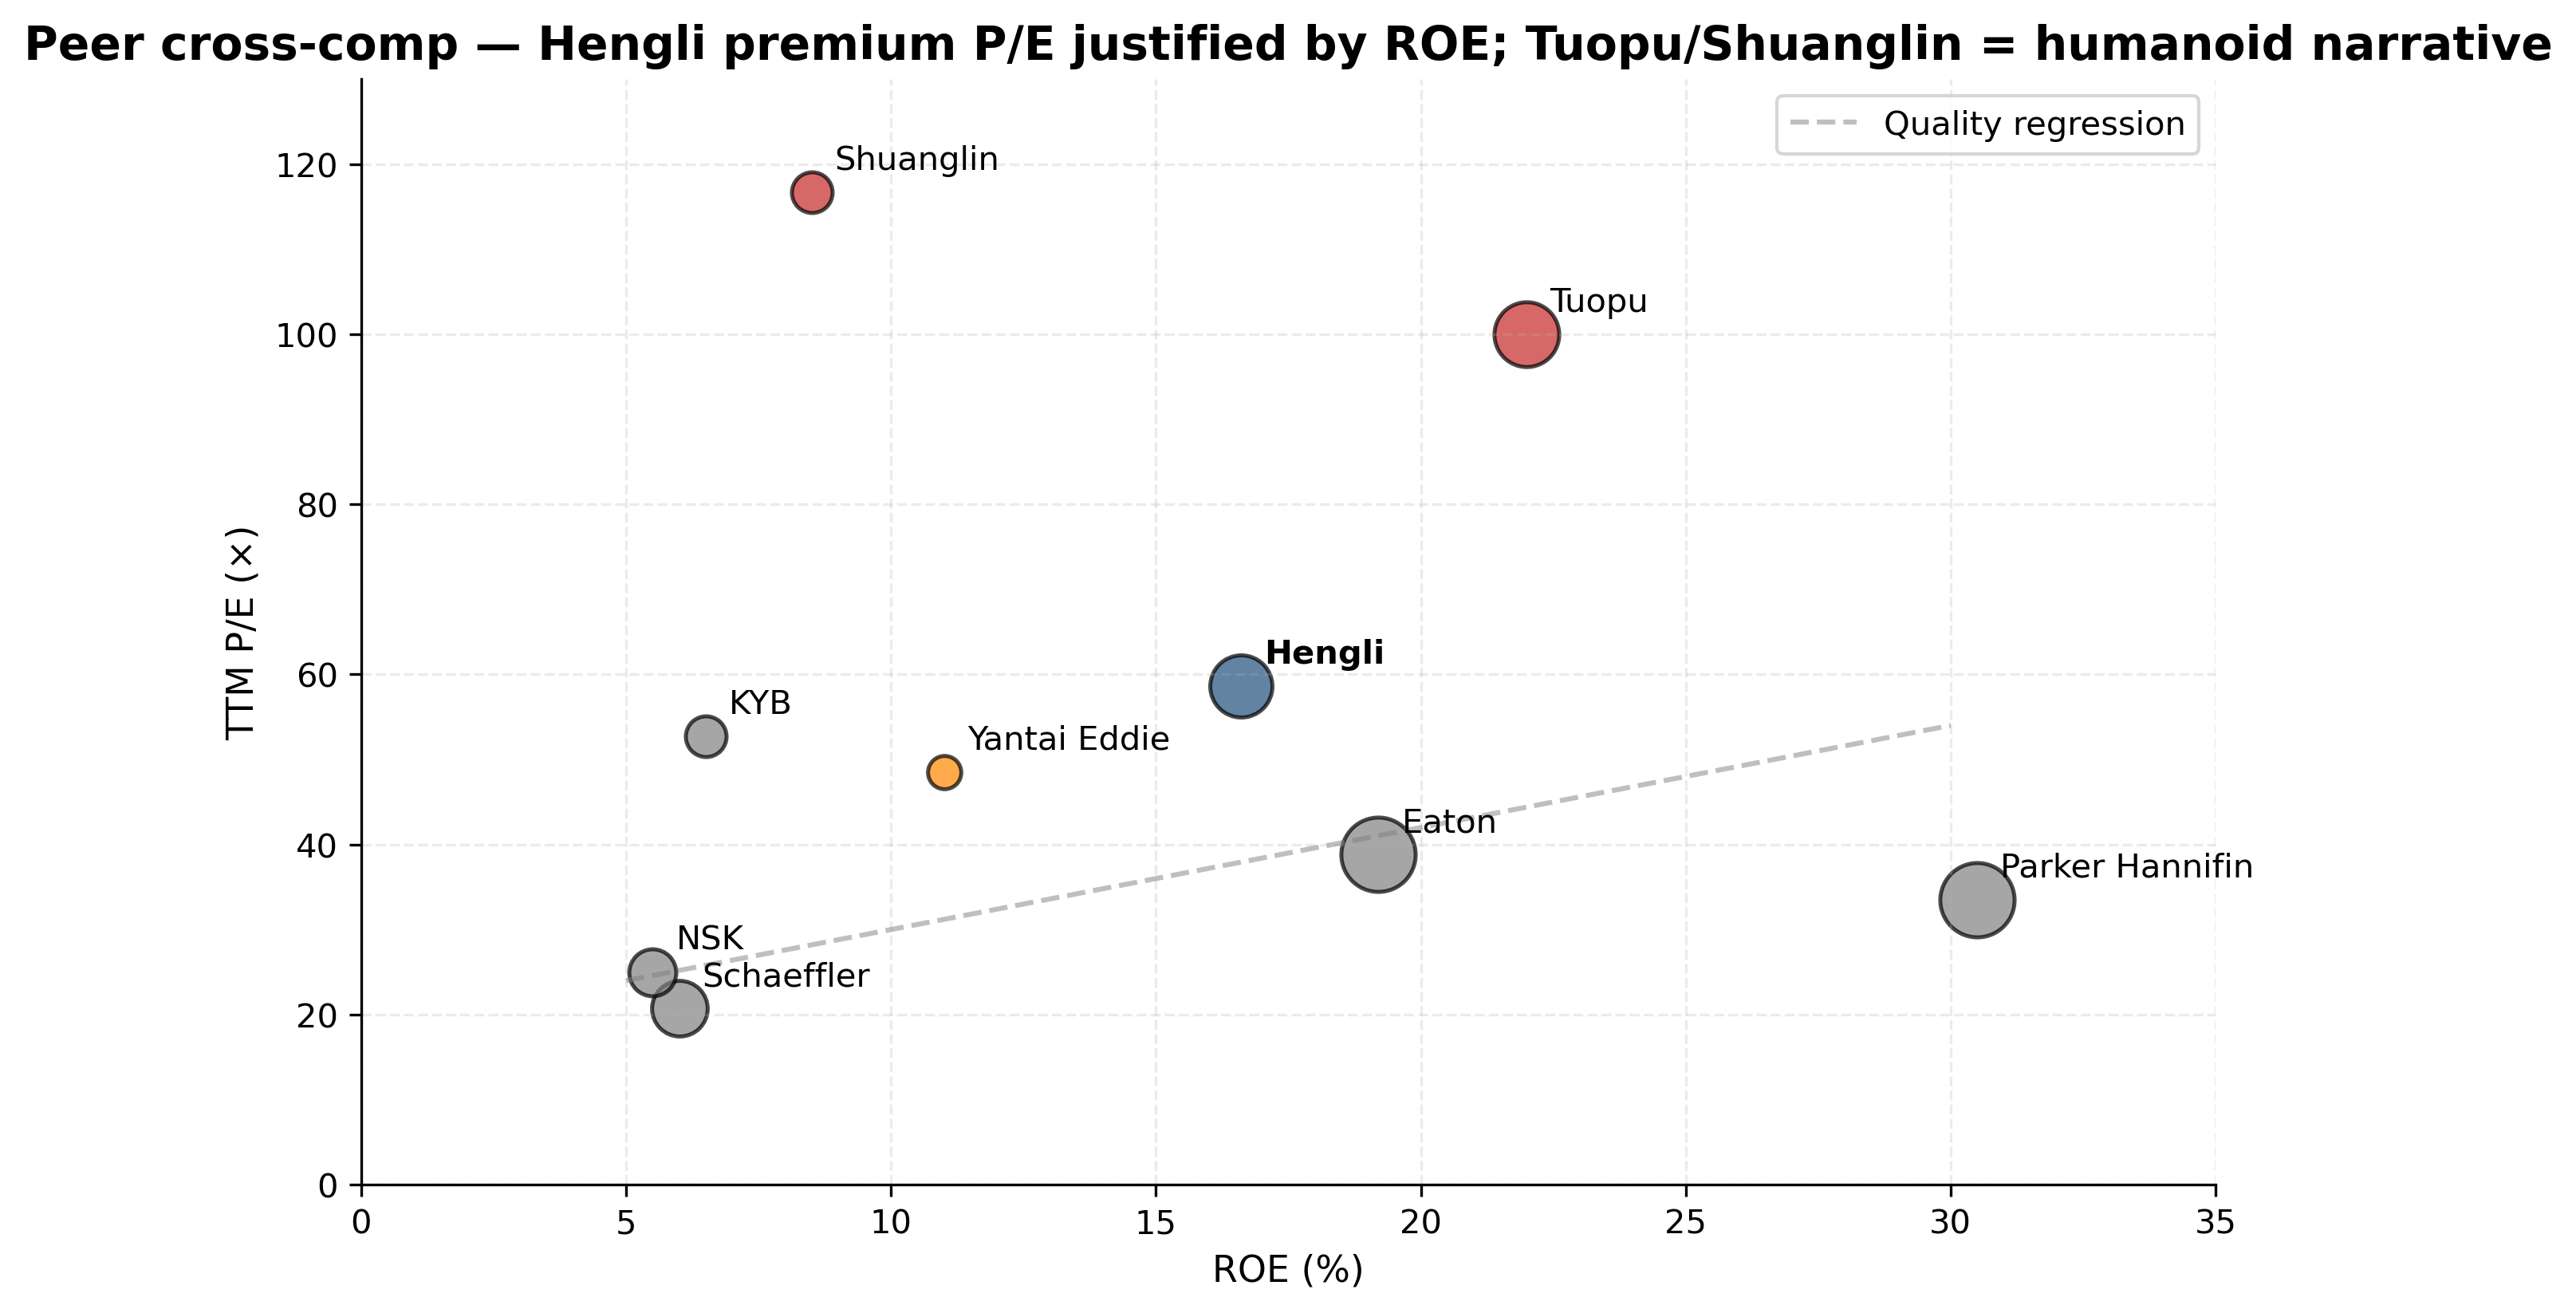 Peer cross-comp — Hengli premium P/E justified by ROE; Tuopu/Shuanglin = humanoid narrative
Quality regression
Shuanglin
Tuopu
Hengli
KYB
Yantai Eddie
Eaton
Parker Hannifin
NSK
Schaeffler
TTM P/E (×)
120
100
80
60
40
20
0
0 5 10 15 20 25 30 35
ROE (%)